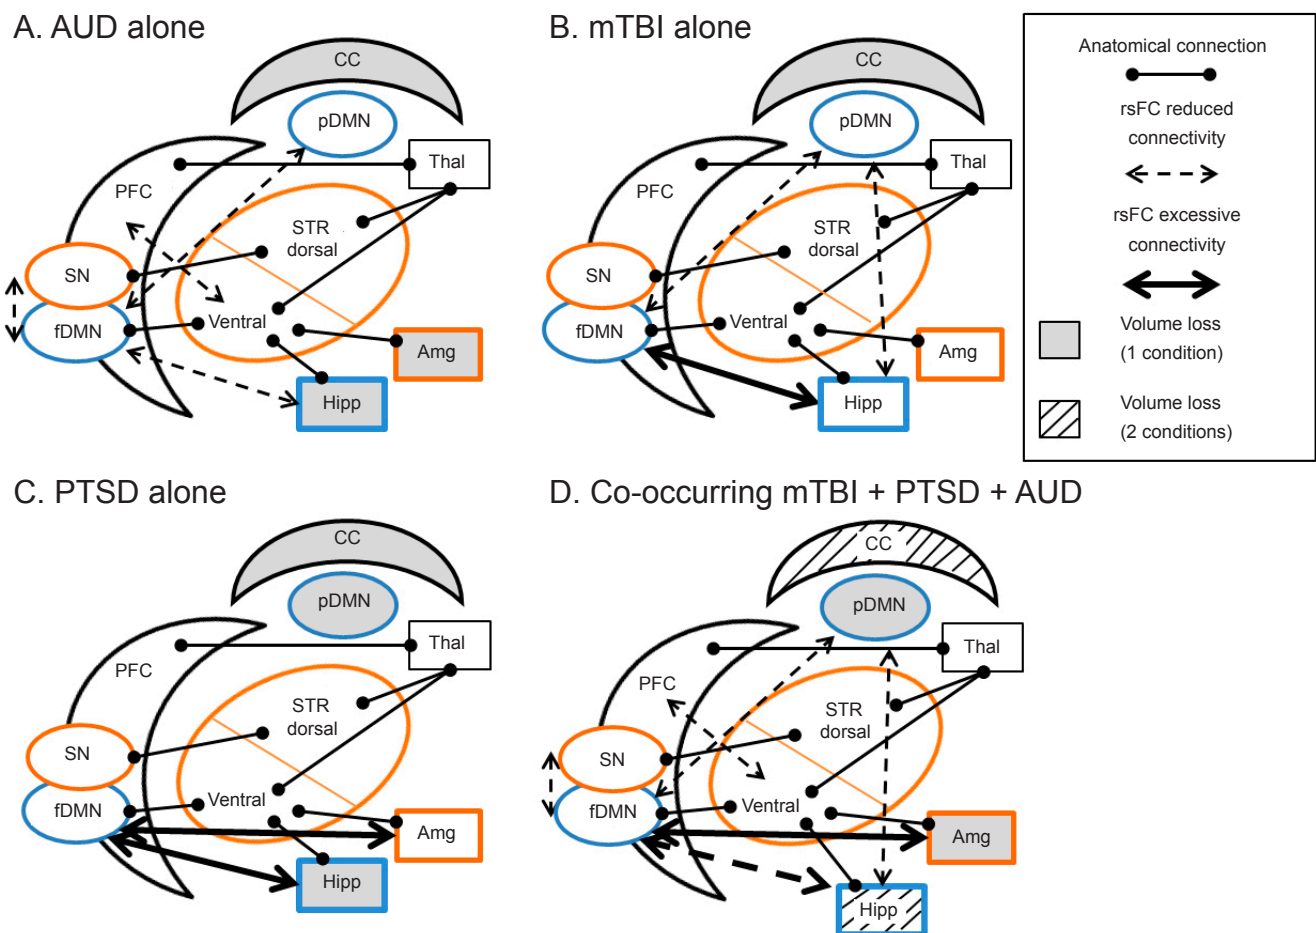 A. AUD alone
CC
pDMN
Thal
PFC
STR
dorsal
SN
fDMN
Ventral
Amg
Hipp
B. mTBI alone
CC
pDMN
Thal
PFC
STR
dorsal
SN
fDMN
Ventral
Amg
Hipp
Anatomical connection
rsFC reduced
connectivity
rsFC excessive
connectivity
Volume loss
(1 condition)
Volume loss
(2 conditions)
C. PTSD alone
CC
pDMN
Thal
PFC
STR
dorsal
SN
fDMN
Ventral
Amg
Hipp
D. Co-occurring mTBI + PTSD + AUD
CC
pDMN
Thal
PFC
STR
dorsal
SN
fDMN
Ventral
Amg
Hipp